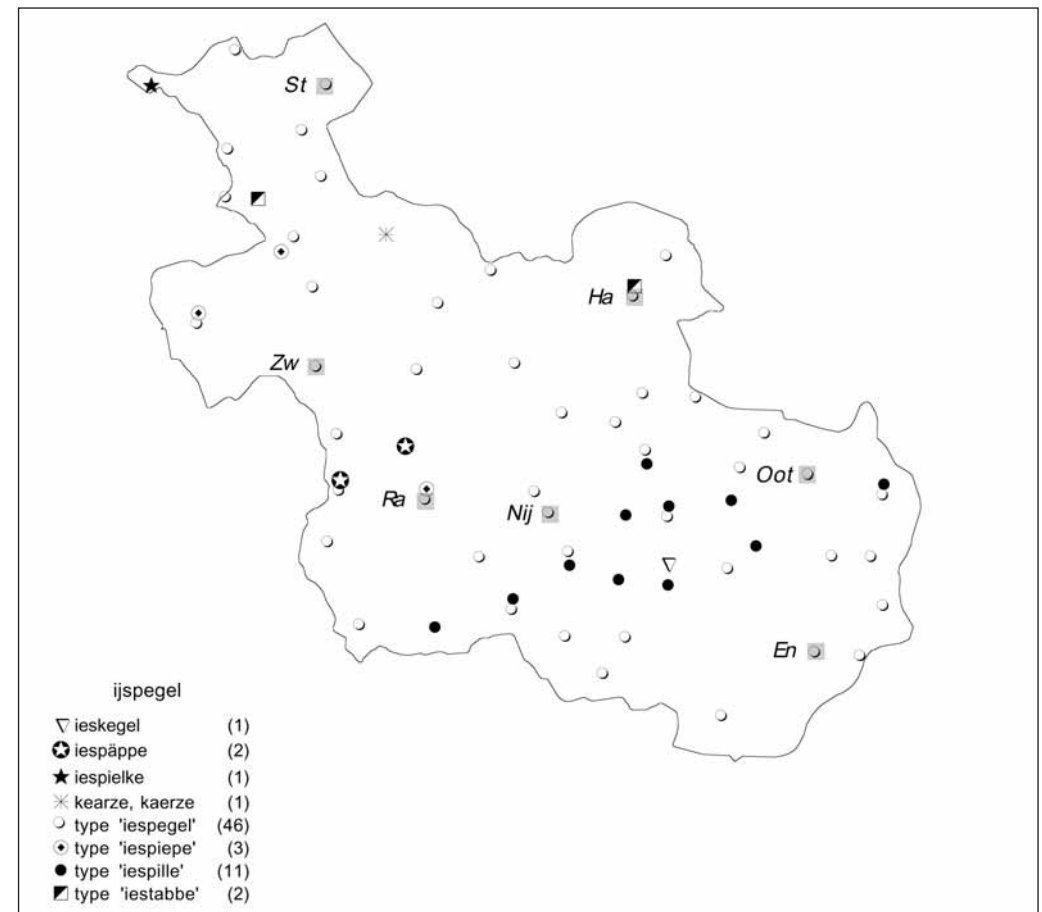 St
Ha
Zw
Oot
Ra
Nij
En
ijspegel
ieskegel (1)
iespäppe (2)
iespielke (1)
kearze, kaerze (1)
type 'iespegel' (46)
type 'iespiepe' (3)
type 'iespille' (11)
type 'iestabbe' (2)